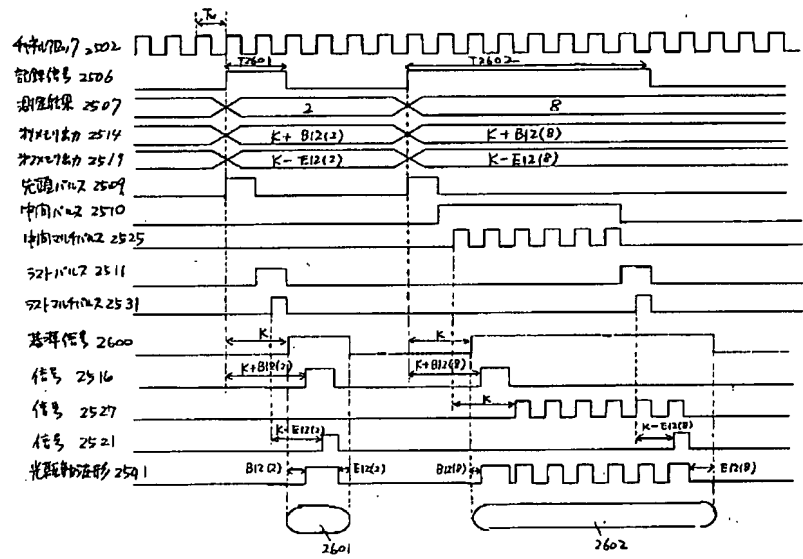 Tw
チャネルクロック 2502
T2601
T2602
記録信号 2506
測定結果 2507
2
8
オフメモリ出力 2514
K+B12(2)
K+B12(8)
オフメモリ出力 2519
K-E12(2)
K-E12(8)
先頭パルス 2509
中間パルス 2510
中間マルチパルス 2525
ラストパルス 2511
ラストマルチパルス 2531
基準信号 2600
K
K
信号 2516
K+B12(2)
K+B12(8)
信号 2527
K
信号 2521
K-E12(2)
K-E12(8)
2541
B12(2)
E12(2)
B12(8)
E12(8)
2601
2602